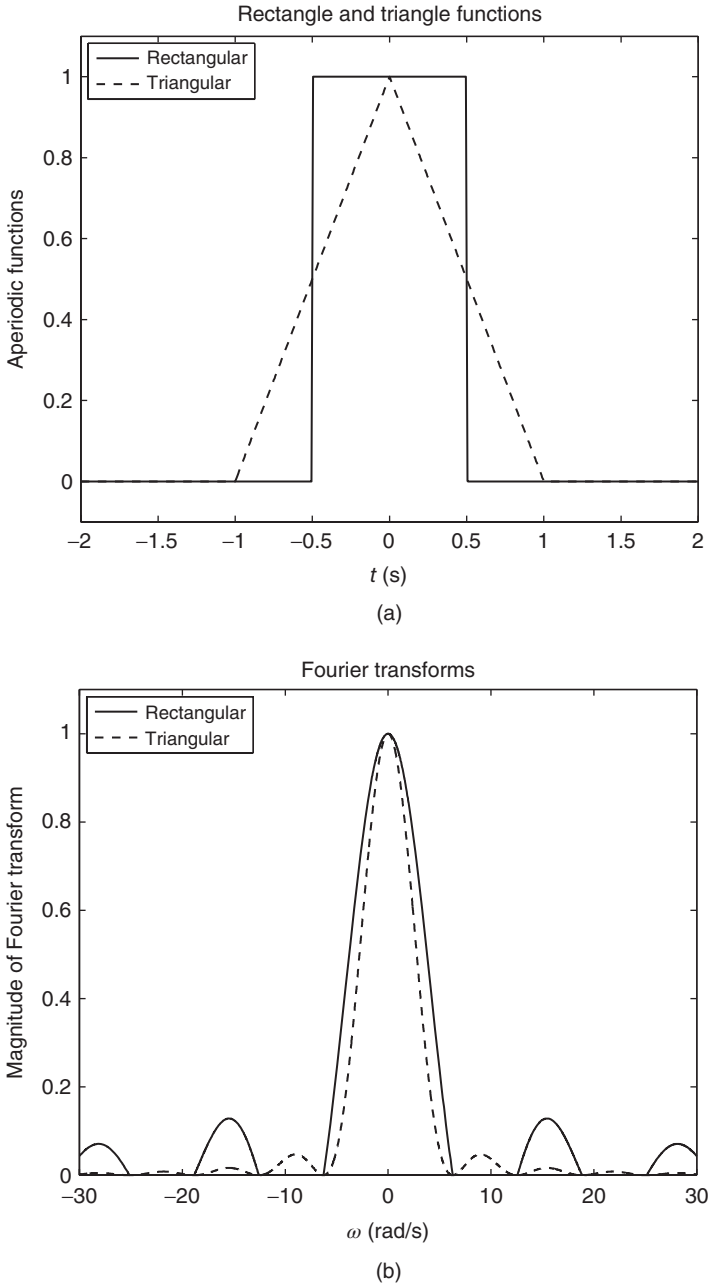 Rectangle and triangle functions
Rectangular
Triangular
1
0.8
0.6
0.4
0.2
0
Aperiodic functions
−2 −1.5 −1 −0.5 0 0.5 1 1.5 2
t (s)
(a)
Fourier transforms
Rectangular
Triangular
1
0.8
0.6
0.4
0.2
0
Magnitude of Fourier transform
−30 −20 −10 0 10 20 30
ω (rad/s)
(b)